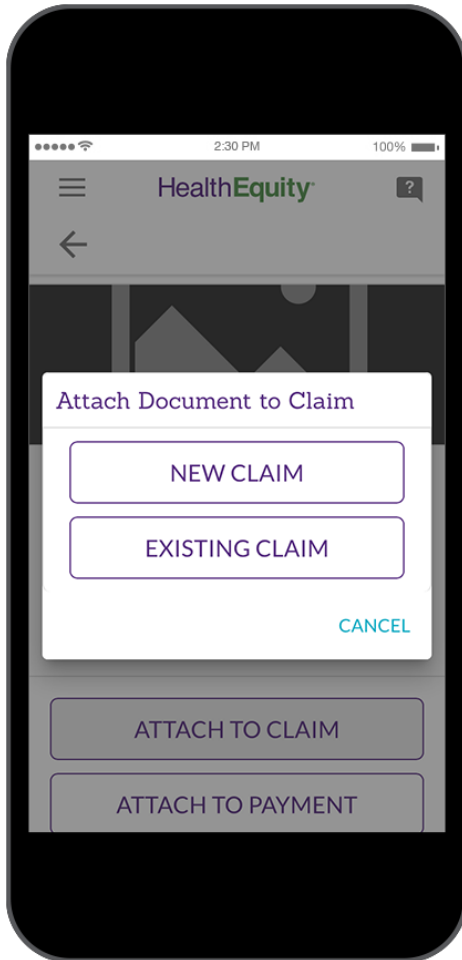 2:30 PM 100%
HealthEquity
?
Attach Document to Claim
NEW CLAIM
EXISTING CLAIM
CANCEL
ATTACH TO CLAIM
ATTACH TO PAYMENT